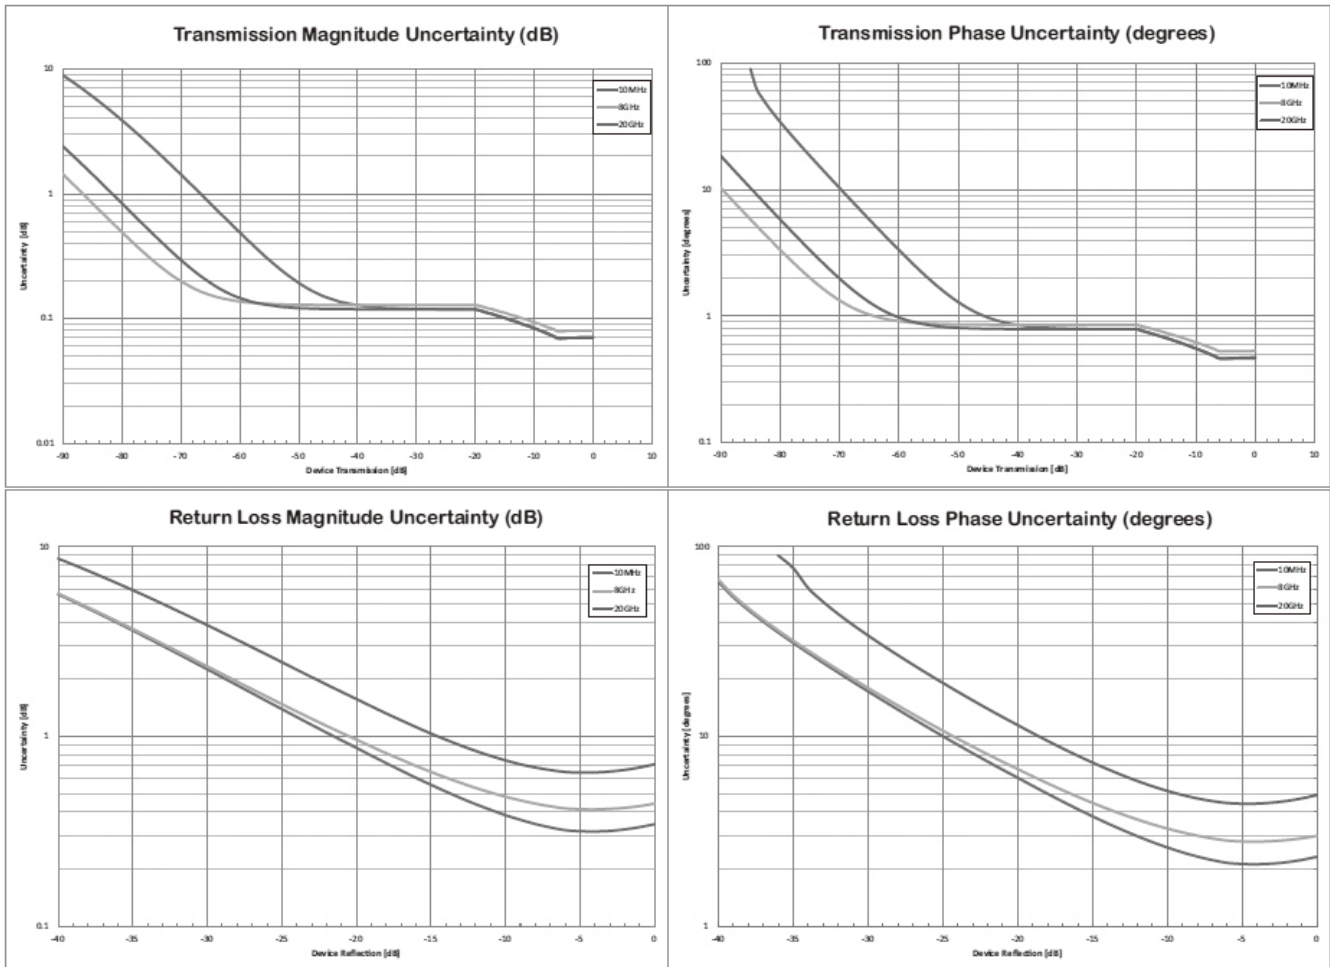 Transmission Magnitude Uncertainty (dB)
10
1
0.1
0.01
Uncertainty [dB]
-90 -80 -70 -60 -50 -40 -30 -20 -10 0 10
Device Transmission [dB]
10MHz
8GHz
20GHz
Transmission Phase Uncertainty (degrees)
100
10
1
0.1
Uncertainty [degrees]
-90 -80 -70 -60 -50 -40 -30 -20 -10 0 10
Device Transmission [dB]
10MHz
8GHz
20GHz
Return Loss Magnitude Uncertainty (dB)
10
1
0.1
Uncertainty [dB]
-40 -35 -30 -25 -20 -15 -10 -5 0
Device Reflection [dB]
10MHz
8GHz
20GHz
Return Loss Phase Uncertainty (degrees)
100
10
1
Uncertainty [degrees]
-40 -35 -30 -25 -20 -15 -10 -5 0
Device Reflection [dB]
10MHz
8GHz
20GHz